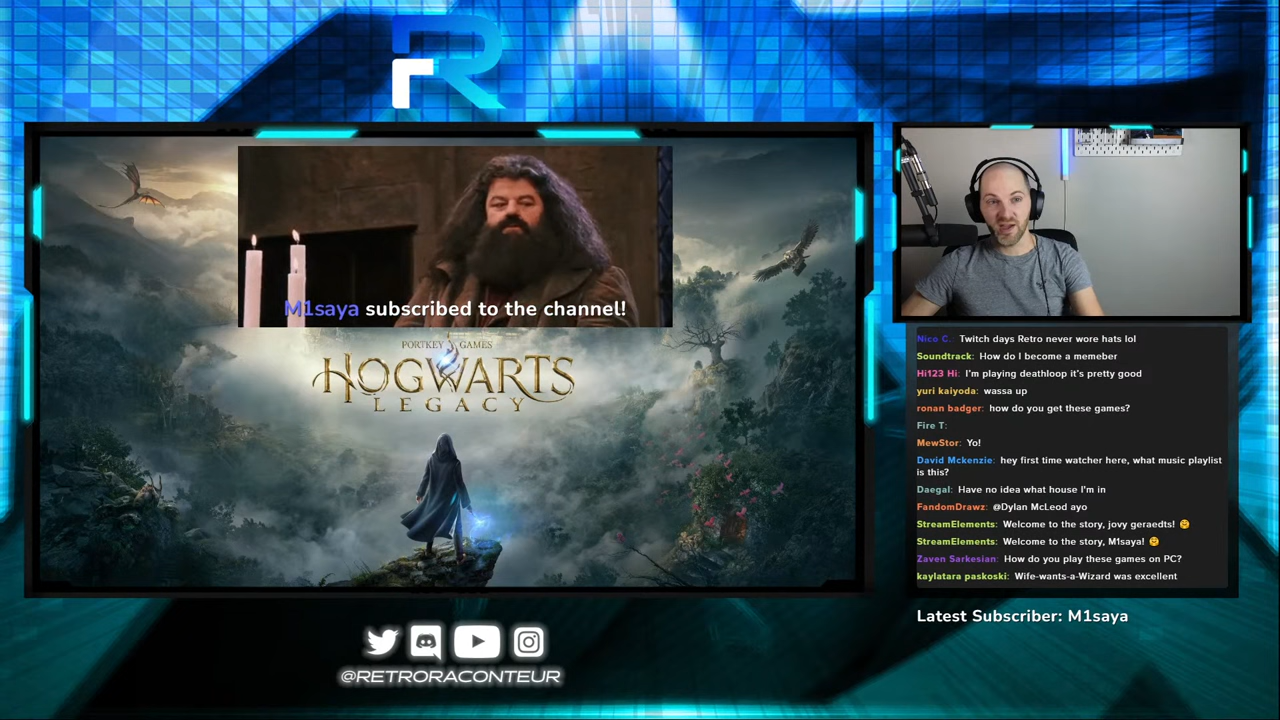 M1saya subscribed to the channel!
PORTKEY GAMES
HOGWARTS
LEGACY
@RETRORACONTEUR
Nico C.: Twitch days Retro never wore hats lol
Soundtrack: How do I become a memeber
Hi123 Hi: I'm playing deathloop it's pretty good
yuri kaiyoda: wassa up
ronan badger: how do you get these games?
Fire T:
MewStor: Yo!
David Mckenzie: hey first time watcher here, what music playlist
is this?
Daegal: Have no idea what house I'm in
FandomDrawz: @Dylan McLeod ayo
StreamElements: Welcome to the story, jovy geraedts!
StreamElements: Welcome to the story, M1saya!
Zaven Sarkesian: How do you play these games on PC?
kaylatara paskoski: Wife-wants-a-Wizard was excellent
Latest Subscriber: M1saya